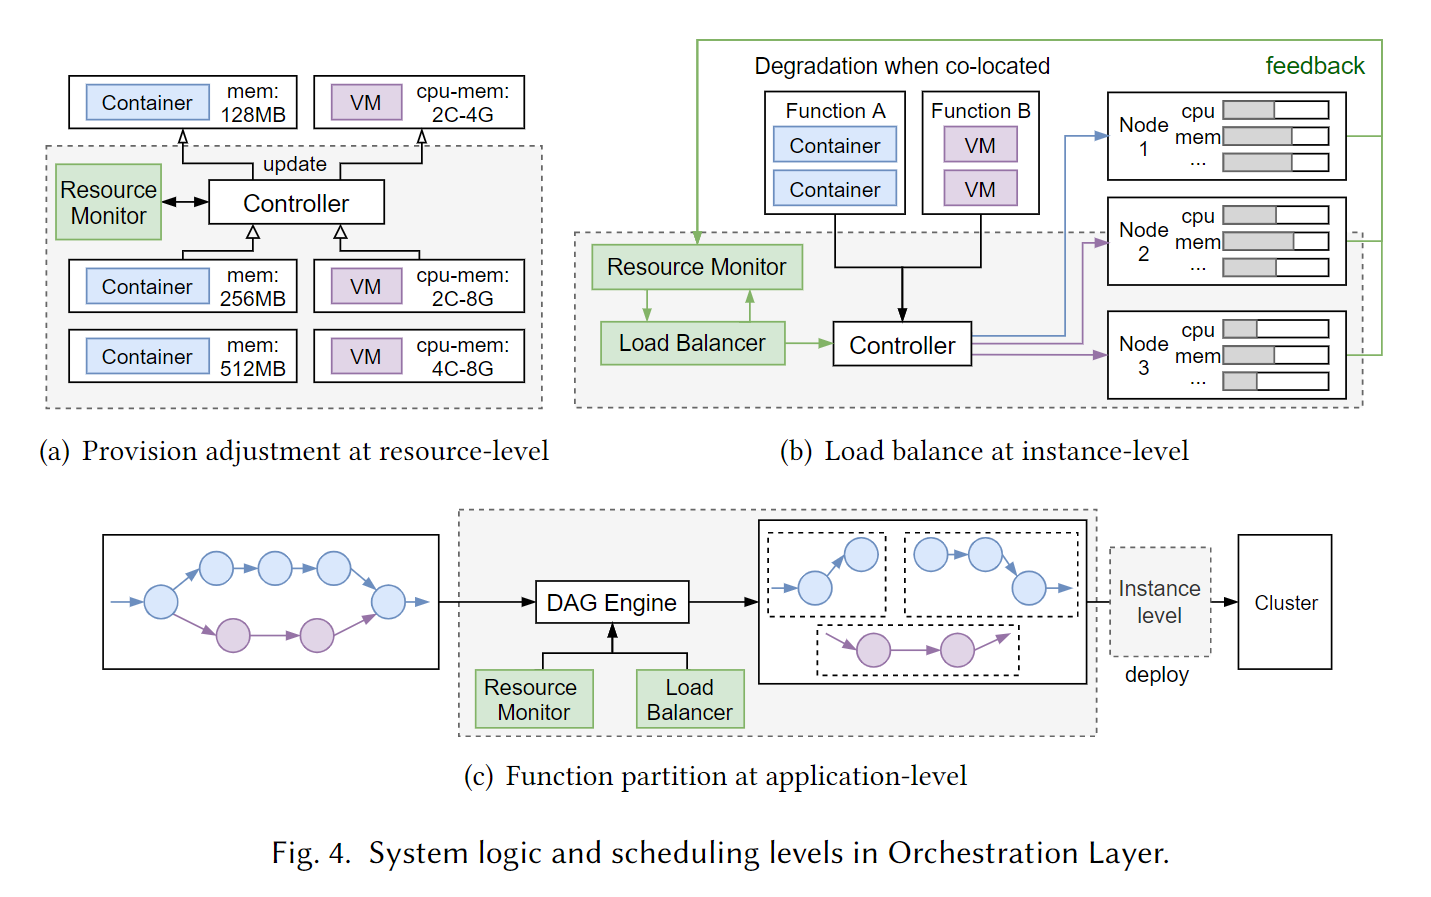 Container
mem:
128MB
VM
cpu-mem:
2C-4G
update
Resource
Monitor
Controller
Container
mem:
256MB
VM
cpu-mem:
2C-8G
Container
mem:
512MB
VM
cpu-mem:
4C-8G
(a) Provision adjustment at resource-level
Degradation when co-located
feedback
Function A
Container
Container
Function B
VM
VM
Node
1
cpu
mem
...
Node
2
cpu
mem
...
Node
3
cpu
mem
...
Resource Monitor
Load Balancer
Controller
(b) Load balance at instance-level
DAG Engine
Resource
Monitor
Load
Balancer
Instance
level
deploy
Cluster
(c) Function partition at application-level
Fig. 4. System logic and scheduling levels in Orchestration Layer.